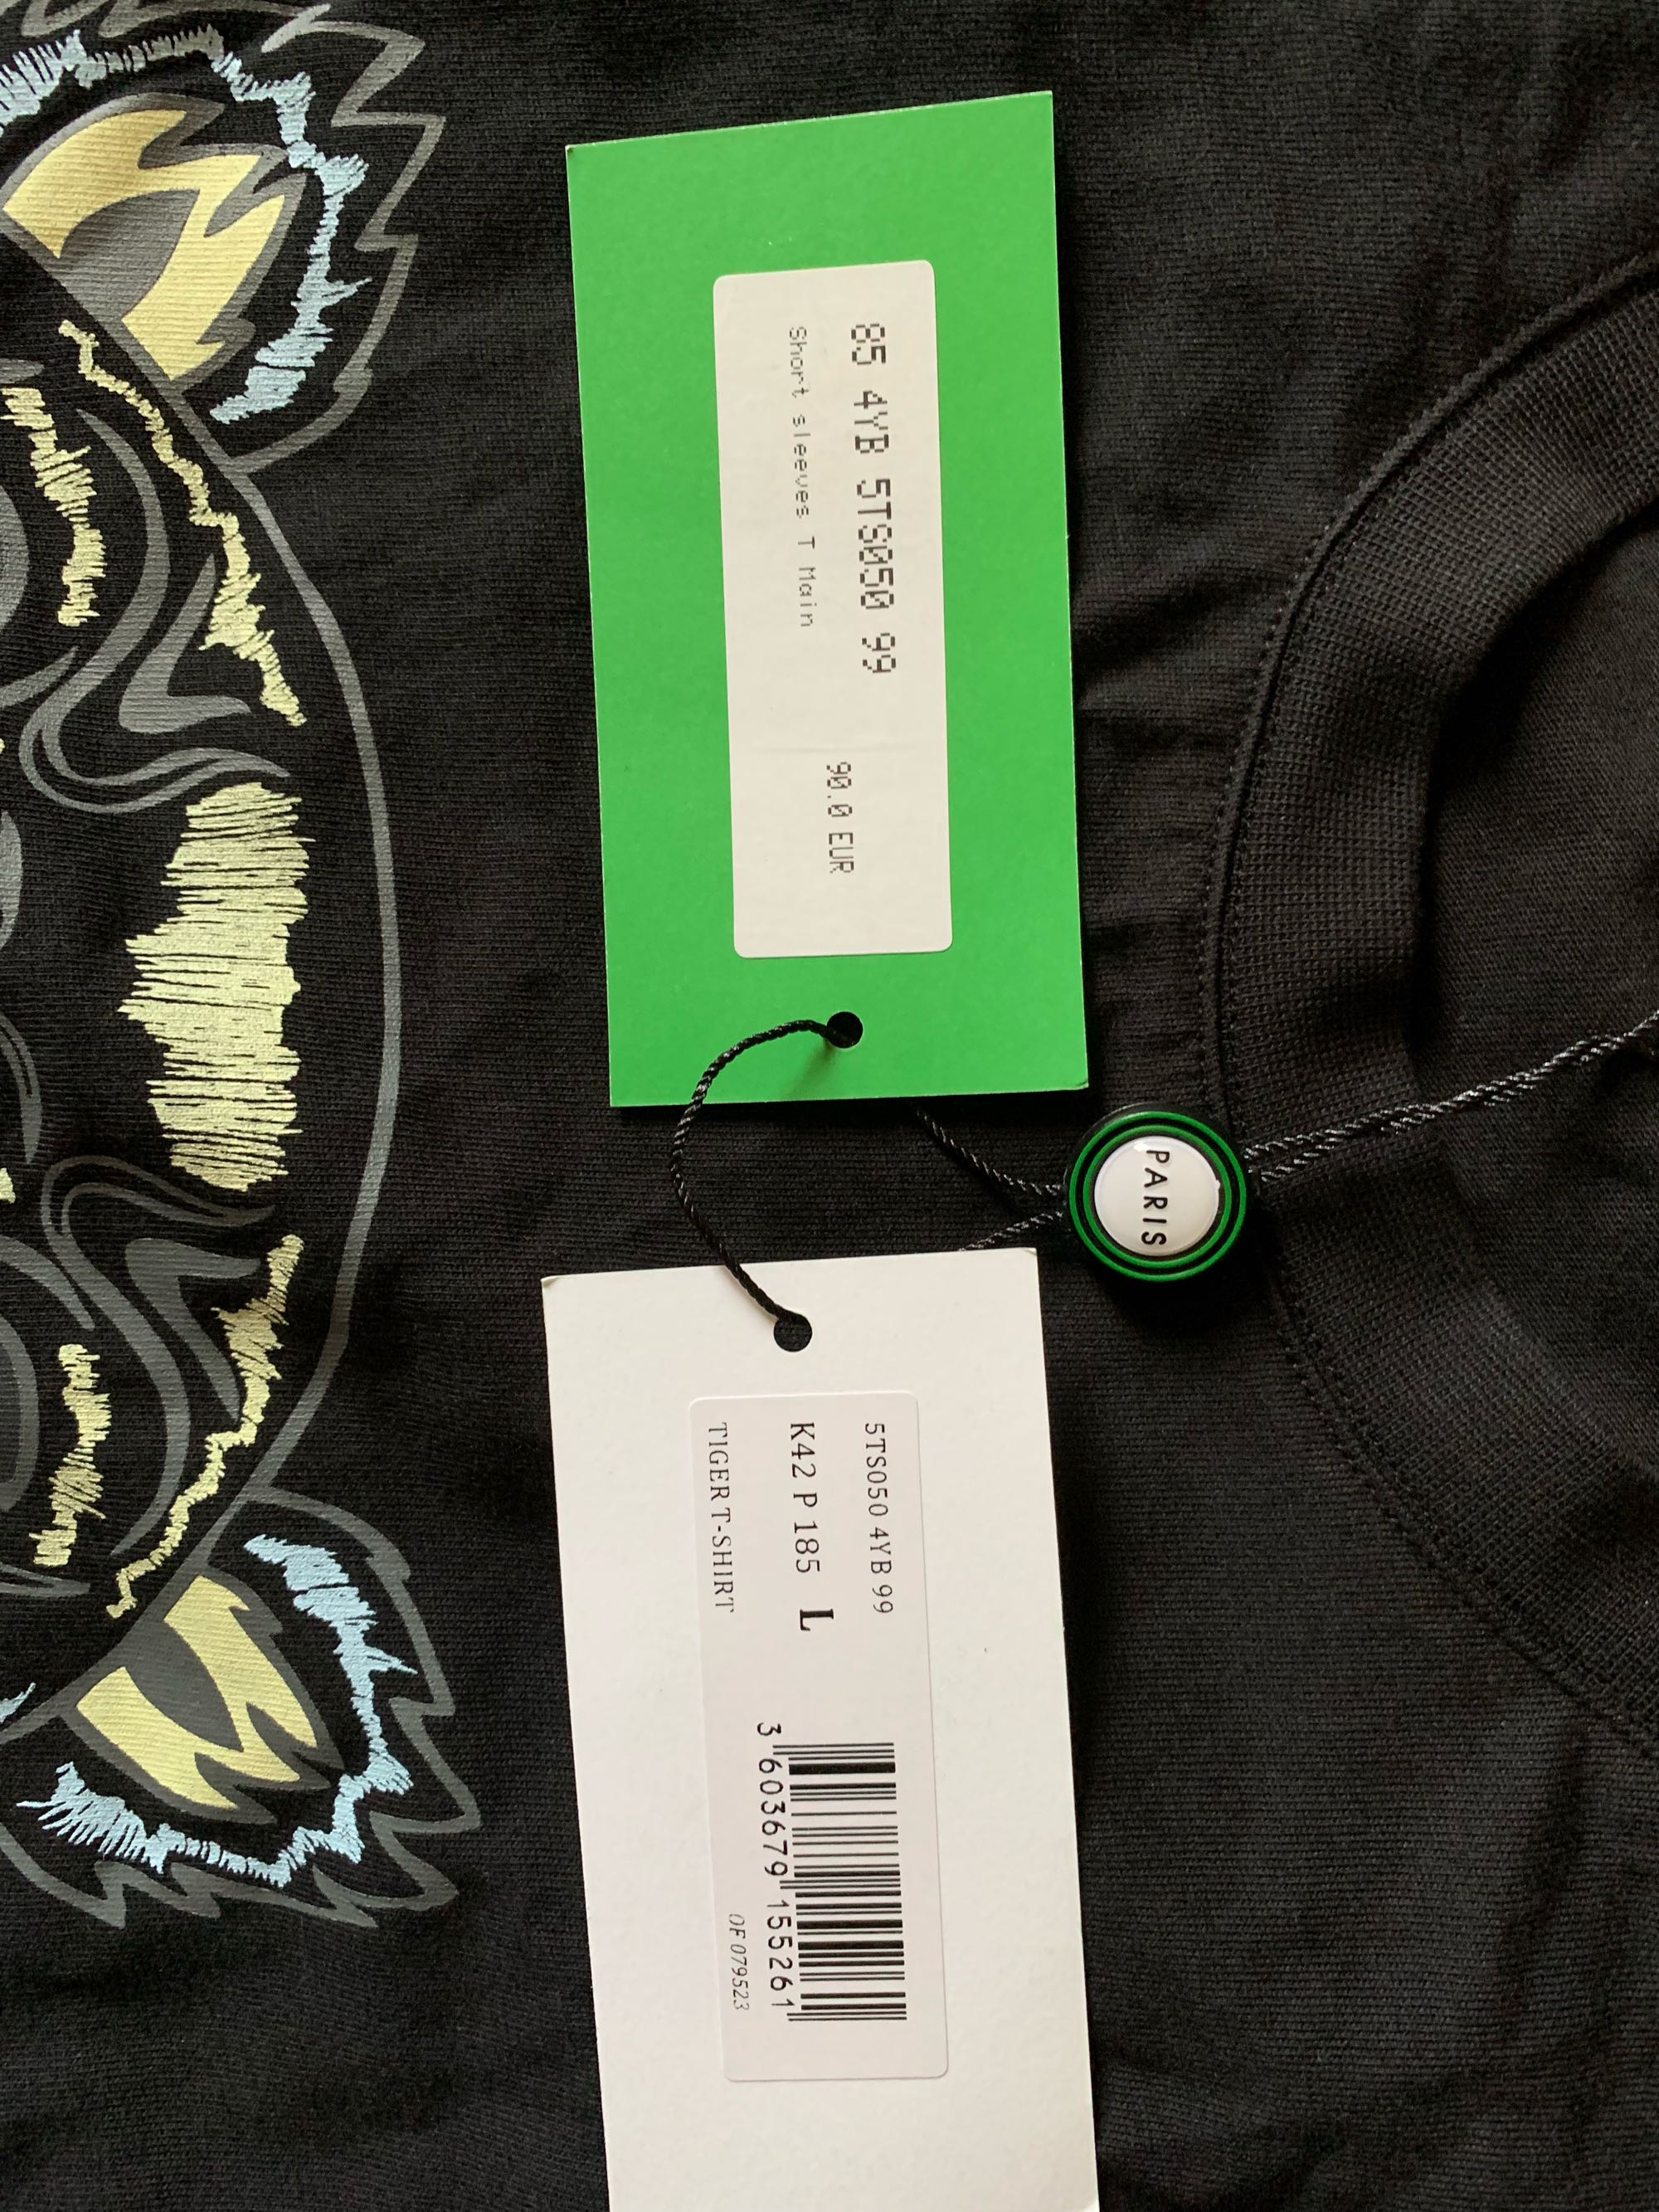 85 4YB 5TS050 99
Short sleeves T Main
90.0 EUR
PARIS
5TS050 4YB 99
K42 P 185 L
TIGER T-SHIRT
3 603679 155261
OF 079523